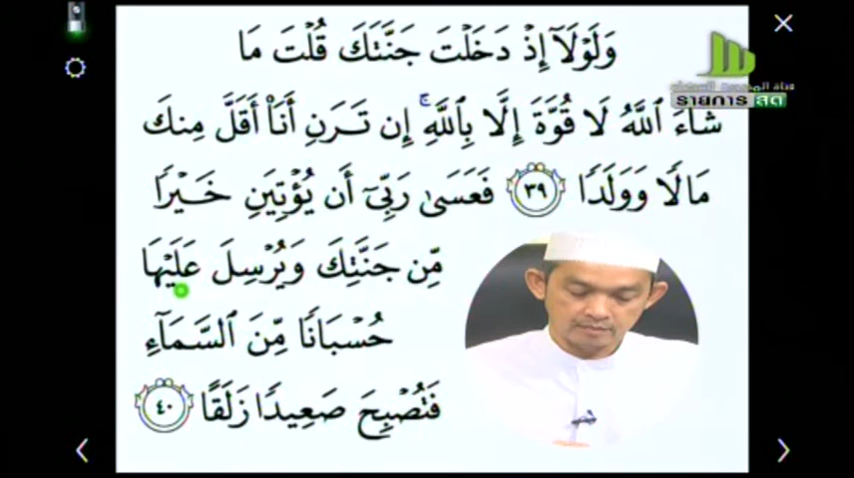 وَلَوْلَآ إِذْ دَخَلْتَ جَنَّتَكَ قُلْتَ مَا
شَآءَ ٱللَّهُ لَا قُوَّةَ إِلَّا بِٱللَّهِ ۚ إِن تَرَنِ أَنَا۠ أَقَلَّ مِنكَ
مَالًا وَوَلَدًا ٣٩ فَعَسَىٰ رَبِّىٓ أَن يُؤْتِيَنِ خَيْرًا
مِّن جَنَّتِكَ وَيُرْسِلَ عَلَيْهَا
حُسْبَانًا مِّنَ ٱلسَّمَآءِ
فَتُصْبِحَ صَعِيدًا زَلَقًا ٤٠
รายการ สด